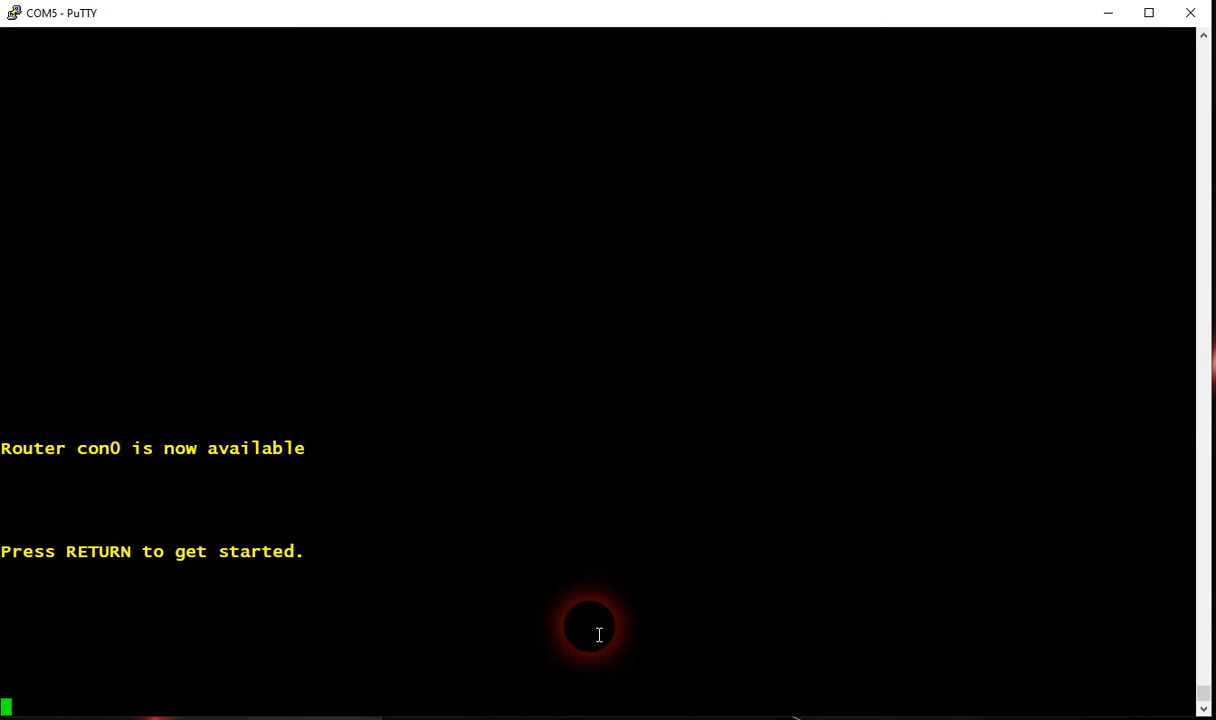 COM5 - PuTTY
Router con0 is now available
Press RETURN to get started.